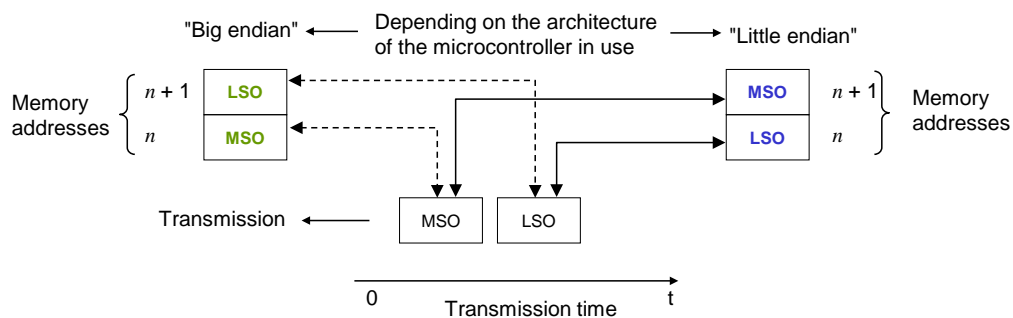 "Big endian"
Depending on the architecture
of the microcontroller in use
"Little endian"
Memory
addresses
n + 1
n
LSO
MSO
MSO
LSO
n + 1
n
Memory
addresses
Transmission
MSO
LSO
0
t
Transmission time